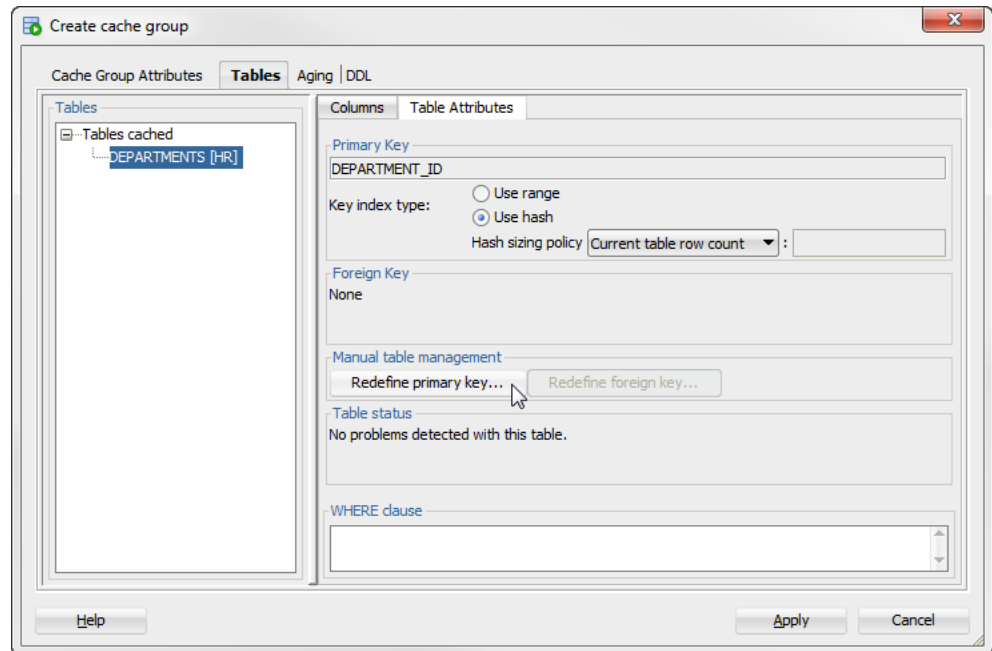 Create cache group
Cache Group Attributes Tables Aging DDL
Tables
Tables cached
DEPARTMENTS [HR]
Columns Table Attributes
Primary Key
DEPARTMENT_ID
Key index type:
Use range
Use hash
Hash sizing policy Current table row count :
Foreign Key
None
Manual table management
Redefine primary key... Redefine foreign key...
Table status
No problems detected with this table.
WHERE clause
Help Apply Cancel